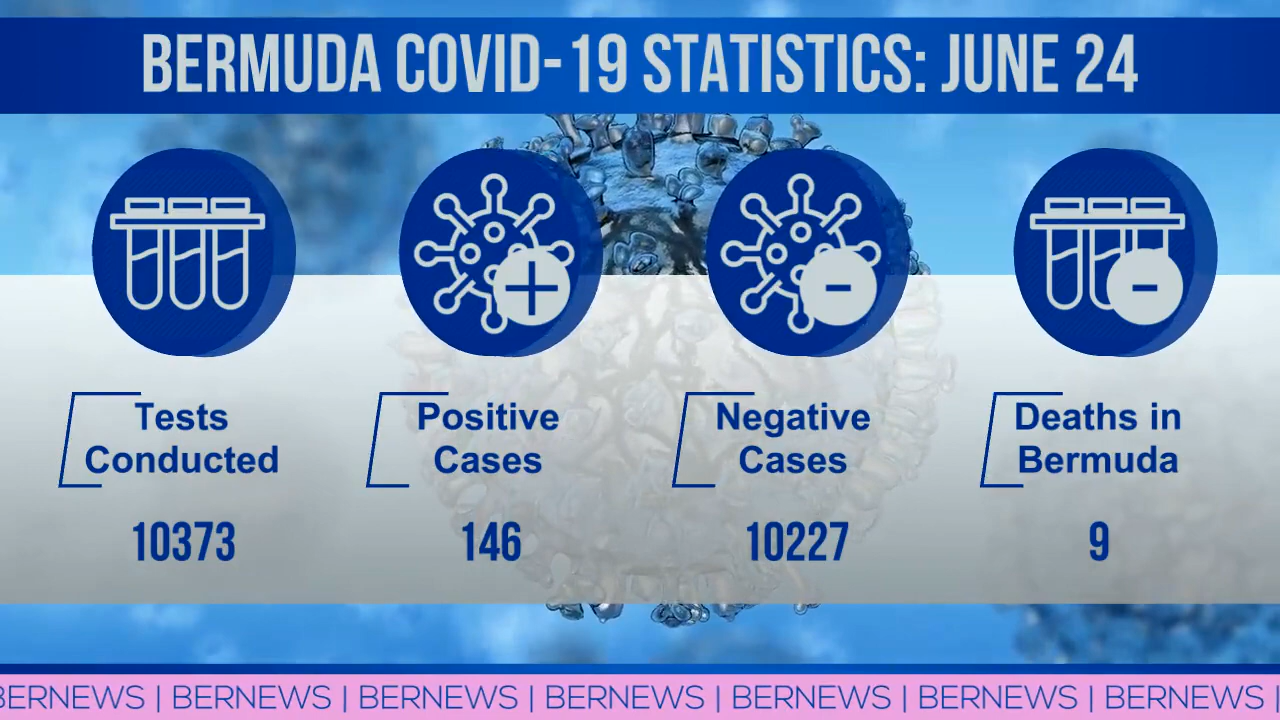 BERMUDA COVID-19 STATISTICS: JUNE 24
Tests
Conducted
10373
Positive
Cases
146
Negative
Cases
10227
Deaths in
Bermuda
9
BERNEWS | BERNEWS | BERNEWS | BERNEWS | BERNEWS | BERNEWS | BERNEWS |